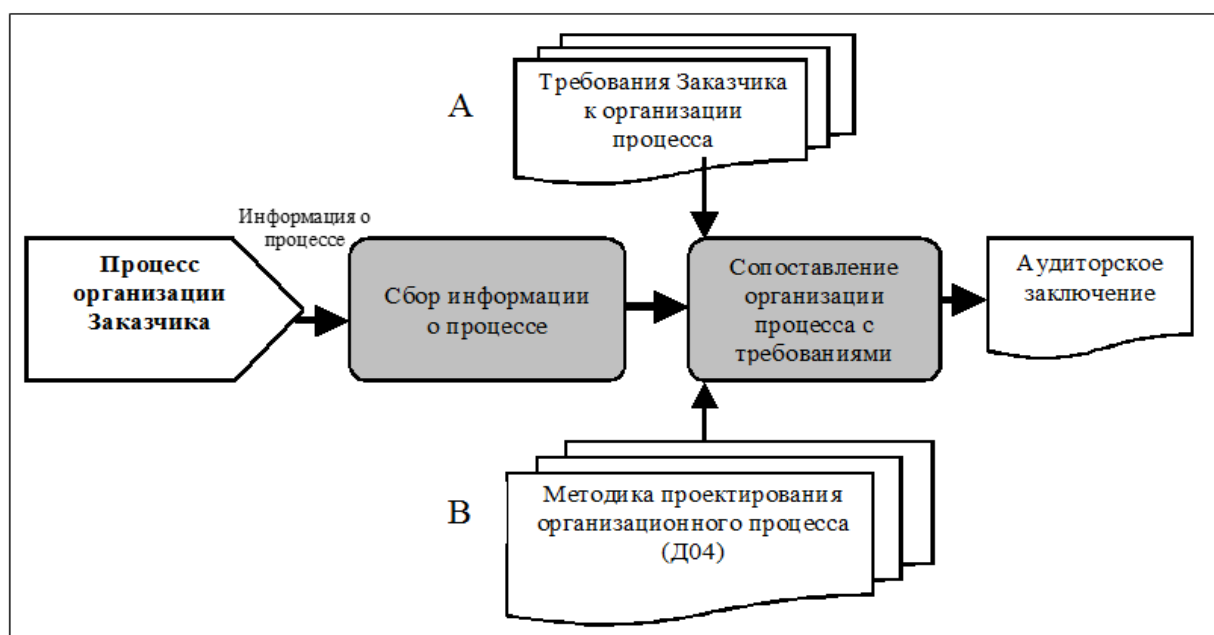 A
Требования Заказчика
к организации
процесса
Информация о
процессе
Процесс
организации
Заказчика
Сбор информации
о процессе
Сопоставление
организации
процесса с
требованиями
Аудиторское
заключение
B
Методика проектирования
организационного процесса
(Д04)